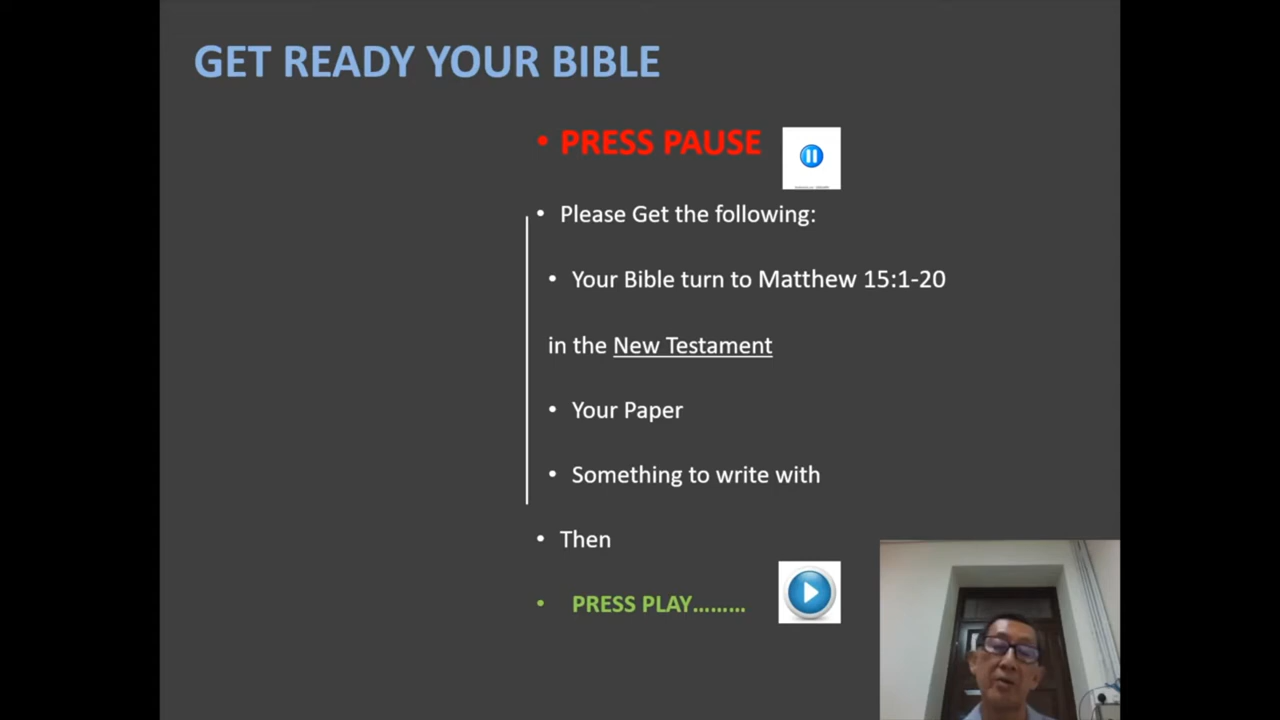 GET READY YOUR BIBLE
• PRESS PAUSE
• Please Get the following:
• Your Bible turn to Matthew 15:1-20
in the New Testament
• Your Paper
• Something to write with
• Then
• PRESS PLAY.........